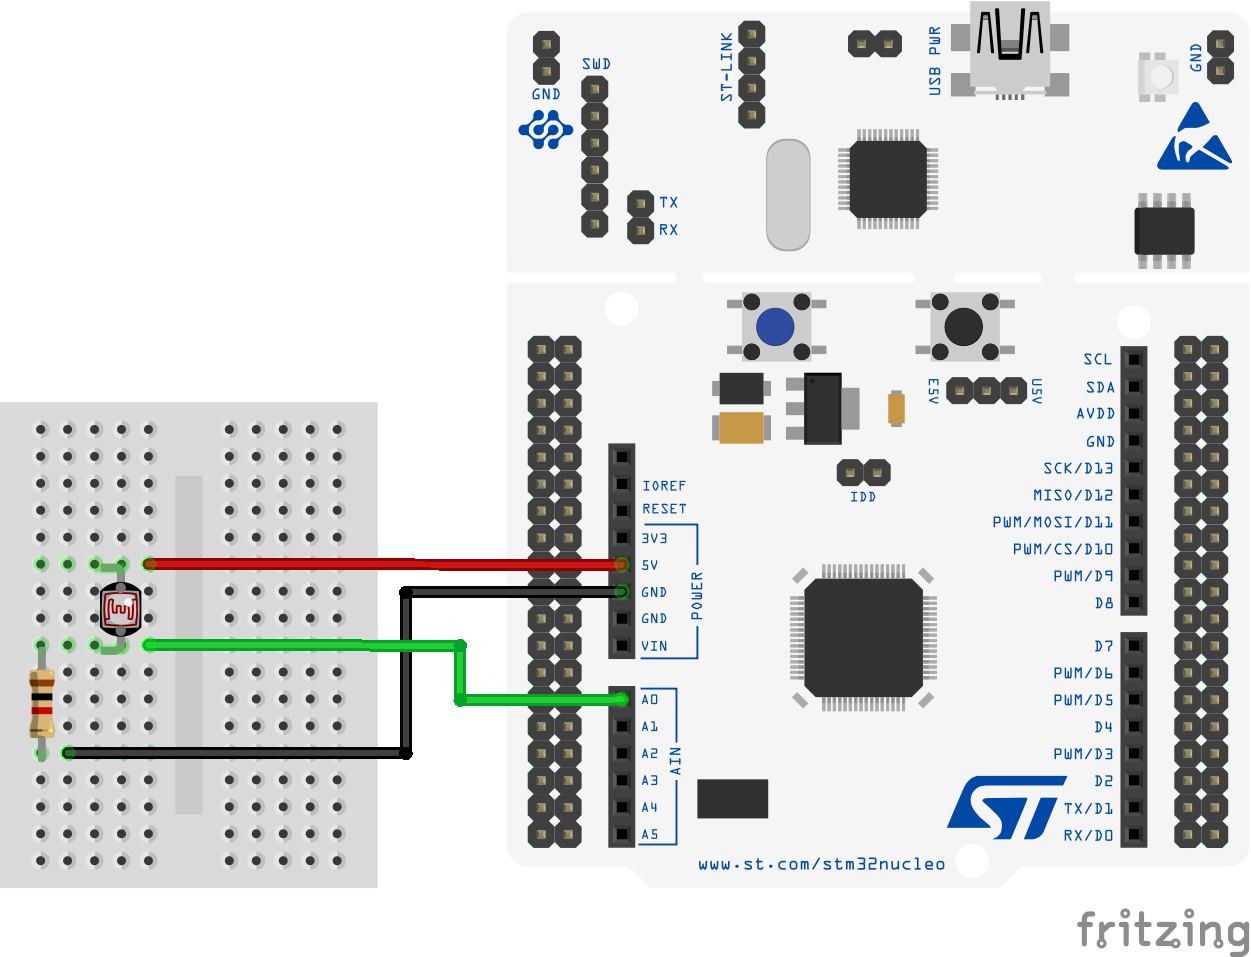 SWD
GND
TX
RX
ST-LINK
USB PWR
GND
E5V
U5V
IDD
IOREF
RESET
3V3
5V
GND
GND
VIN
POWER
A0
A1
A2
A3
A4
A5
AIN
SCL
SDA
AVDD
GND
SCK/D13
MISO/D12
PWM/MOSI/D11
PWM/CS/D10
PWM/D9
D8
D7
PWM/D6
PWM/D5
D4
PWM/D3
D2
TX/D1
RX/D0
ST
www.st.com/stm32nucleo
fritzing